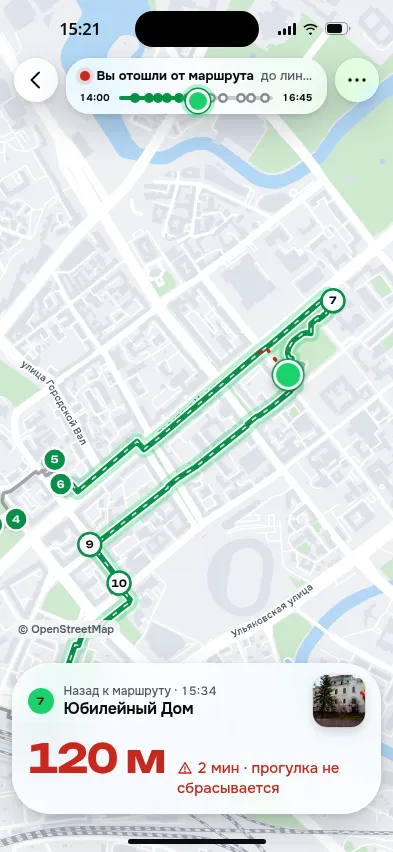 15:21
Вы отошли от маршрута до лин...
14:00 16:45
7
улица Городской Вал
5
6
4
9
10
Ульяновская улица
© OpenStreetMap
Назад к маршруту · 15:34
7 Юбилейный Дом
120 м 2 мин · прогулка не
сбрасывается